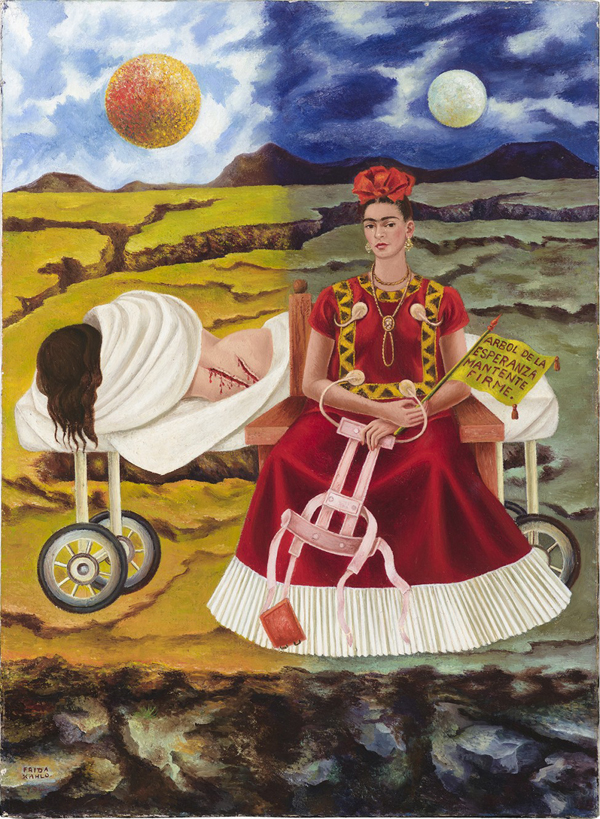 ARBOL DE LA
ESPERANZA
MANTENTE
FIRME.
FRIDA
KAHLO.